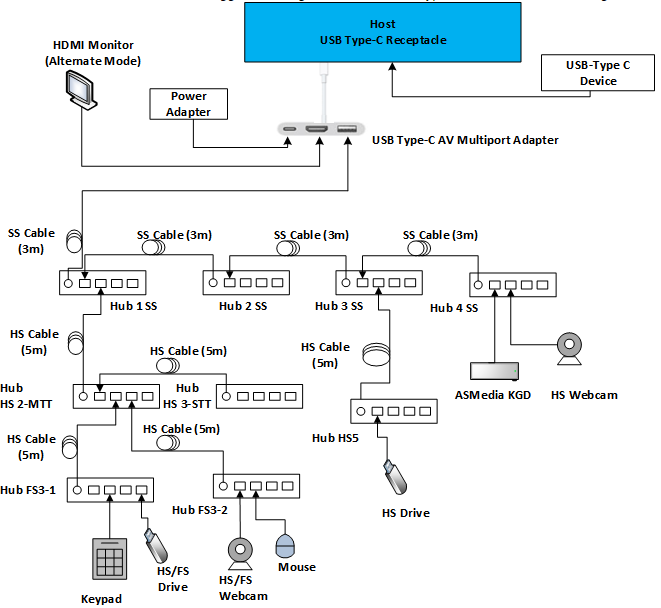 Host
USB Type-C Receptacle
HDMI Monitor
(Alternate Mode)
USB-Type C
Device
Power
Adapter
USB Type-C AV Multiport Adapter
SS Cable
(3m)
SS Cable (3m)
SS Cable (3m)
SS Cable (3m)
Hub 1 SS
Hub 2 SS
Hub 3 SS
Hub 4 SS
HS Cable
(5m)
HS Cable (5m)
HS Cable
(5m)
Hub
HS 2-MTT
Hub
HS 3-STT
ASMedia KGD
HS Webcam
HS Cable
(5m)
HS Cable (5m)
Hub HS5
Hub FS3-1
Hub FS3-2
HS Drive
HS/FS
Drive
HS/FS
Webcam
Mouse
Keypad